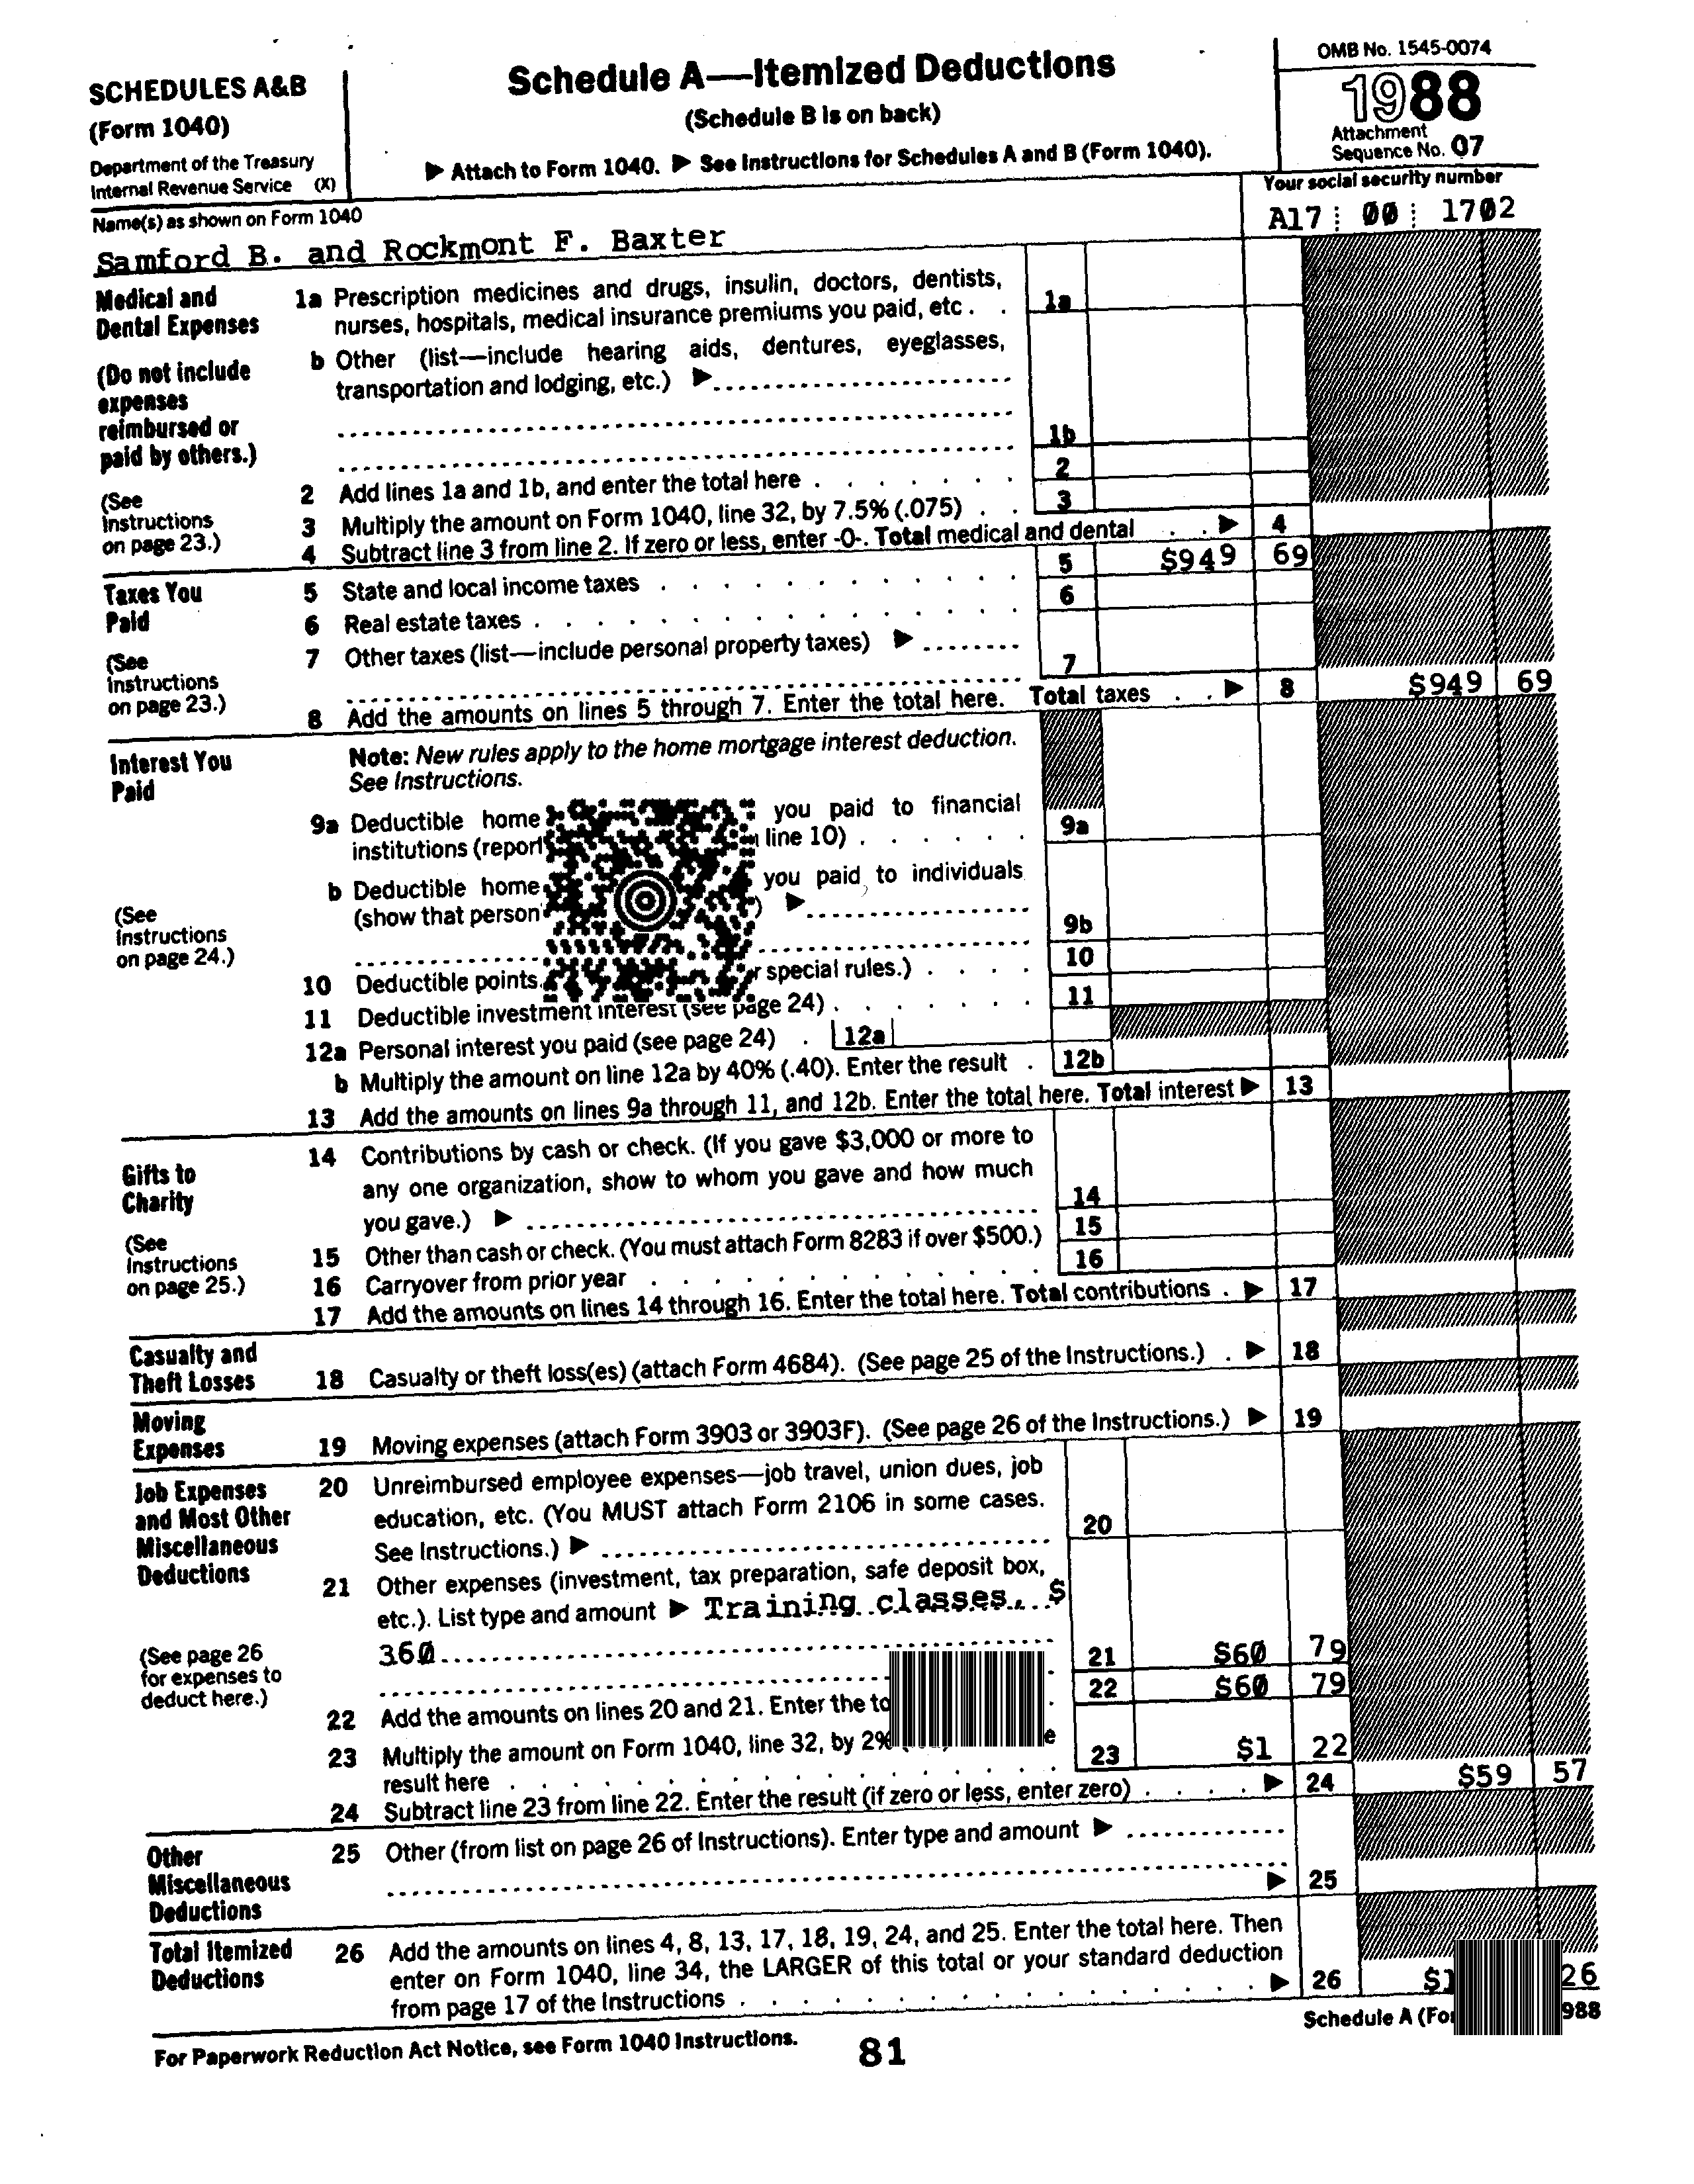 SCHEDULES A&B
(Form 1040)
Department of the Treasury
Internal Revenue Service (X)
Schedule A—Itemized Deductions
(Schedule B is on back)
▶ Attach to Form 1040. ▶ See Instructions for Schedules A and B (Form 1040).
OMB No. 1545-0074
1988
Attachment
Sequence No. 07
Name(s) as shown on Form 1040
Samford B. and Rockmont F. Baxter
Your social security number
A17 00 1702
Medical and
Dental Expenses
(Do not include
expenses
reimbursed or
paid by others.)
(See
Instructions
on page 23.)
1a Prescription medicines and drugs, insulin, doctors, dentists,
nurses, hospitals, medical insurance premiums you paid, etc . . 1a
b Other (list—include hearing aids, dentures, eyeglasses,
transportation and lodging, etc.) ▶
1b
2 Add lines 1a and 1b, and enter the total here . . . . . . . 2
3 Multiply the amount on Form 1040, line 32, by 7.5% (.075) . . 3
4 Subtract line 3 from line 2. If zero or less, enter -0-. Total medical and dental . . ▶ 4
Taxes You
Paid
(See
Instructions
on page 23.)
5 State and local income taxes . . . . . . . . . . . . 5 $949 69
6 Real estate taxes . . . . . . . . . . . . . . 6
7 Other taxes (list—include personal property taxes) ▶
7
8 Add the amounts on lines 5 through 7. Enter the total here. Total taxes . . ▶ 8 $949 69
Interest You
Paid
(See
Instructions
on page 24.)
Note: New rules apply to the home mortgage interest deduction.
See Instructions.
9a Deductible home you paid to financial
institutions (report line 10) . . . . . . 9a
b Deductible home you paid to individuals
(show that person ) ▶
9b
10 Deductible points. special rules.) . . . . 10
11 Deductible investment interest (see page 24) . . . . . . . 11
12a Personal interest you paid (see page 24) . 12a
b Multiply the amount on line 12a by 40% (.40). Enter the result . 12b
13 Add the amounts on lines 9a through 11, and 12b. Enter the total here. Total interest ▶ 13
Gifts to
Charity
(See
Instructions
on page 25.)
14 Contributions by cash or check. (If you gave $3,000 or more to
any one organization, show to whom you gave and how much
you gave.) ▶ 14
15 Other than cash or check. (You must attach Form 8283 if over $500.) 15
16 Carryover from prior year . . . . . . . . . . . . . 16
17 Add the amounts on lines 14 through 16. Enter the total here. Total contributions . ▶ 17
Casualty and
Theft Losses
18 Casualty or theft loss(es) (attach Form 4684). (See page 25 of the Instructions.) . ▶ 18
Moving
Expenses
19 Moving expenses (attach Form 3903 or 3903F). (See page 26 of the Instructions.) ▶ 19
Job Expenses
and Most Other
Miscellaneous
Deductions
(See page 26
for expenses to
deduct here.)
20 Unreimbursed employee expenses—job travel, union dues, job
education, etc. (You MUST attach Form 2106 in some cases.
See Instructions.) ▶ 20
21 Other expenses (investment, tax preparation, safe deposit box,
etc.). List type and amount ▶ Training classes, $
360
21 $60 79
22 Add the amounts on lines 20 and 21. Enter the 22 $60 79
23 Multiply the amount on Form 1040, line 32, by 2%
result here . . . . . . . . . . . . . . . . 23 $1 22
24 Subtract line 23 from line 22. Enter the result (if zero or less, enter zero) . . . . ▶ 24 $59 57
Other
Miscellaneous
Deductions
25 Other (from list on page 26 of Instructions). Enter type and amount ▶
▶ 25
Total Itemized
Deductions
26 Add the amounts on lines 4, 8, 13, 17, 18, 19, 24, and 25. Enter the total here. Then
enter on Form 1040, line 34, the LARGER of this total or your standard deduction
from page 17 of the Instructions . . . . . . . . . . . . . . . . ▶ 26 26
For Paperwork Reduction Act Notice, see Form 1040 Instructions.
81
Schedule A